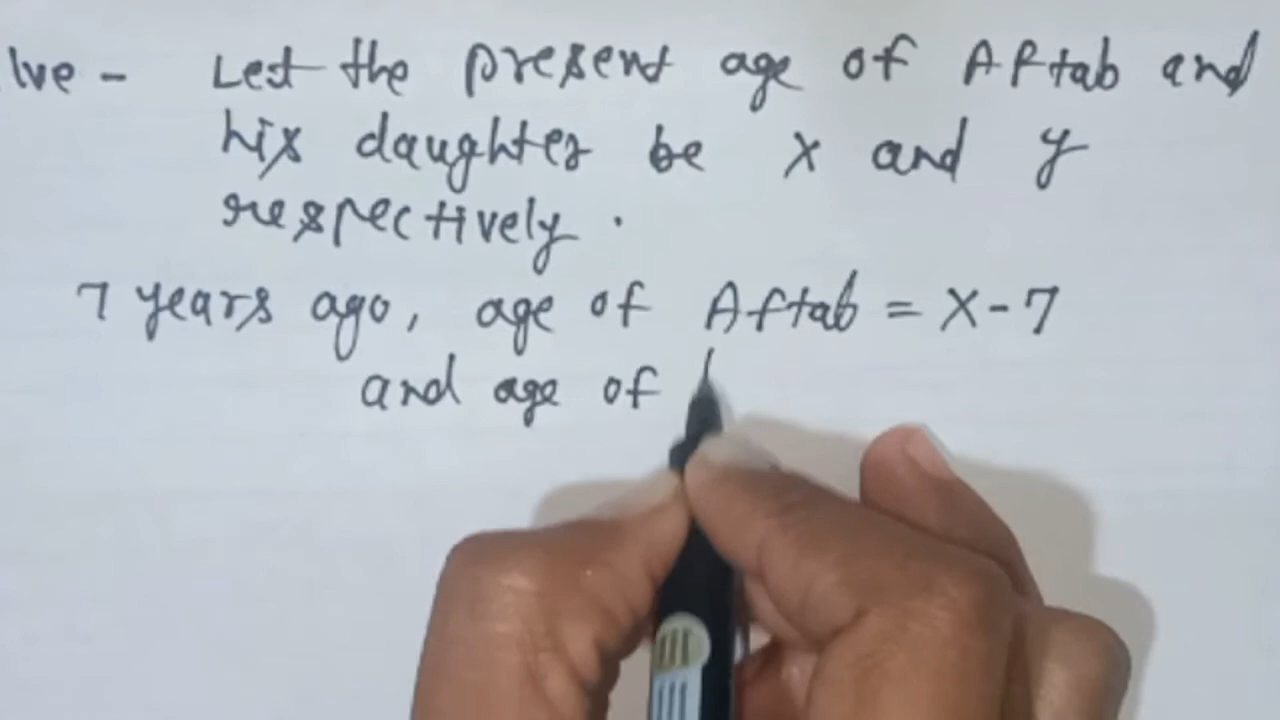 lve - Let the present age of Aftab and
his daughter be x and y
respectively.
7 years ago, age of Aftab = x - 7
and age of